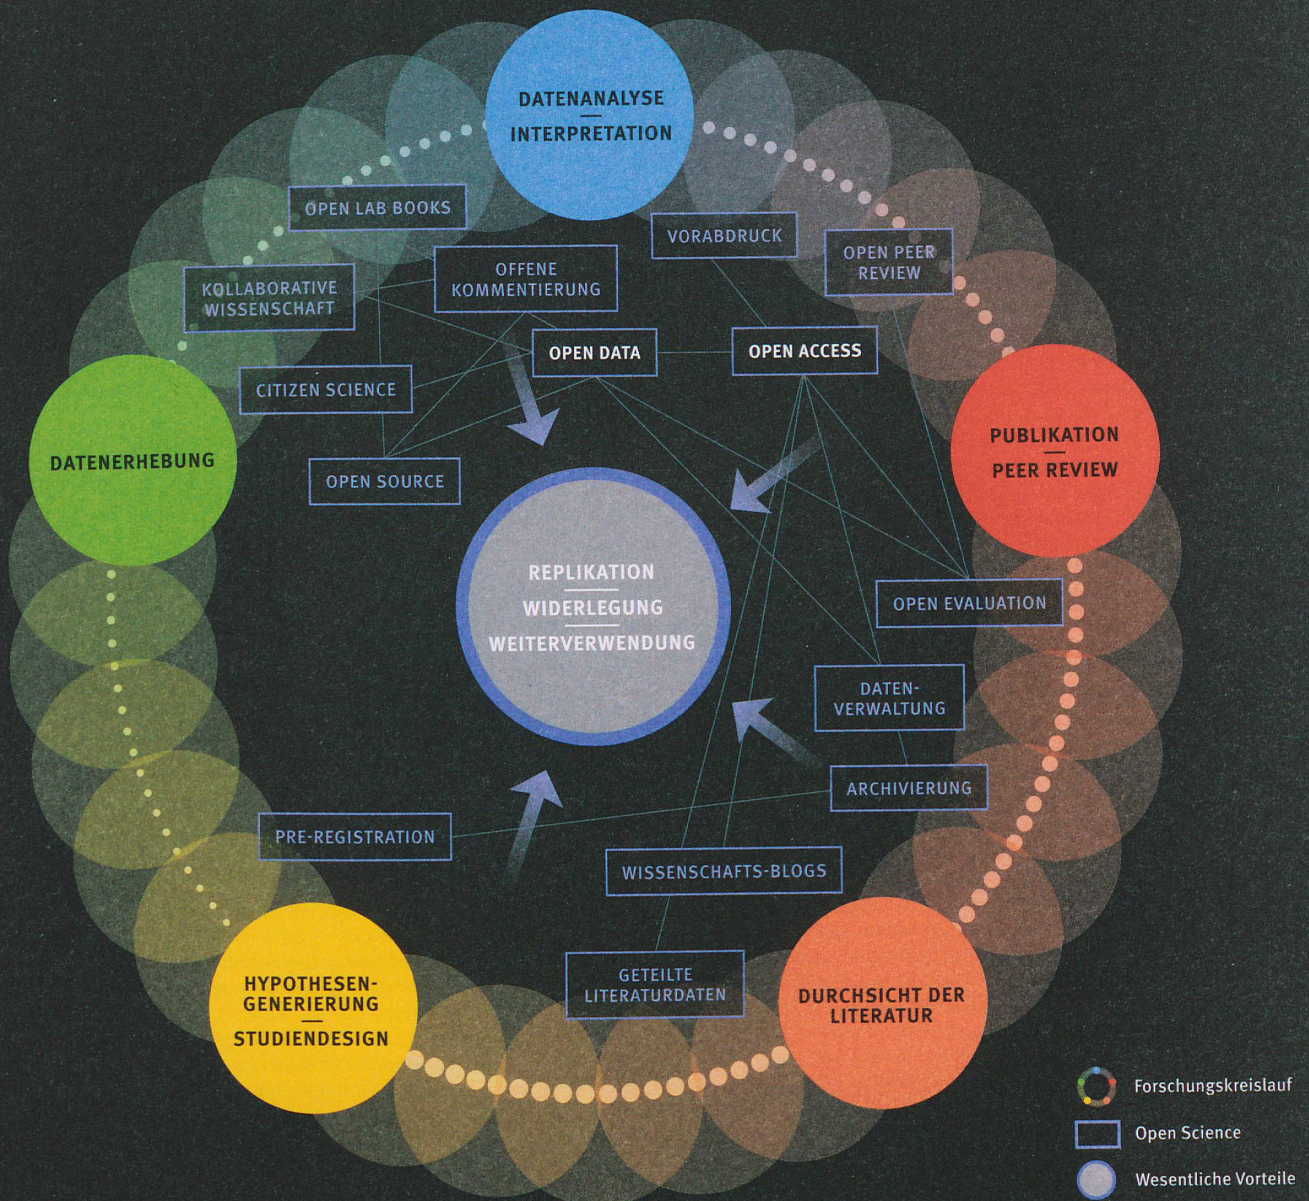 DATENANALYSE
INTERPRETATION
OPEN LAB BOOKS
VORABDRUCK
OPEN PEER
REVIEW
OFFENE
KOMMENTIERUNG
KOLLABORATIVE
WISSENSCHAFT
OPEN DATA
OPEN ACCESS
CITIZEN SCIENCE
DATENERHEBUNG
PUBLIKATION
PEER REVIEW
OPEN SOURCE
REPLIKATION
WIDERLEGUNG
WEITERVERWENDUNG
OPEN EVALUATION
DATEN-
VERWALTUNG
ARCHIVIERUNG
PRE-REGISTRATION
WISSENSCHAFTS-BLOGS
GETEILTE
LITERATURDATEN
HYPOTHESEN-
GENERIERUNG
STUDIENDESIGN
DURCHSICHT DER
LITERATUR
Forschungskreislauf
Open Science
Wesentliche Vorteile